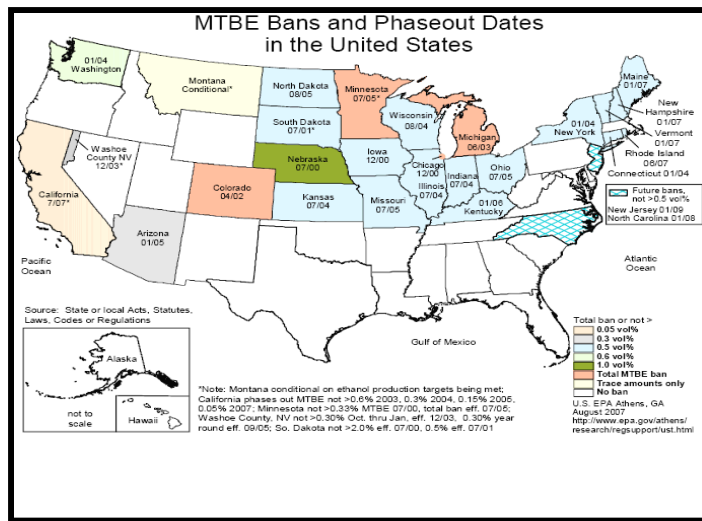 MTBE Bans and Phaseout Dates
in the United States
01/04
Washington
Montana
Conditional*
North Dakota
08/05
Minnesota
07/05*
South Dakota
07/01*
Wisconsin
08/04
Michigan
06/03
Maine
01/07
New
Hampshire
01/07
Vermont
01/07
01/04
New York
Rhode Island
06/07
Connecticut 01/04
Washoe
County NV
12/03*
California
7/07*
Nebraska
07/00
Iowa
12/00
Chicago
12/00
Illinois
07/04
Indiana
07/04
Ohio
07/05
Colorado
04/02
Kansas
07/04
Missouri
07/05
01/06
Kentucky
Arizona
01/05
Future bans,
not >0.5 vol%
New Jersey 01/09
North Carolina 01/08
Pacific
Ocean
Atlantic
Ocean
Gulf of Mexico
Source: State or local Acts, Statutes,
Laws, Codes or Regulations
Alaska
not to
scale
Hawaii
Total ban or not >
0.05 vol%
0.3 vol%
0.5 vol%
0.6 vol%
1.0 vol%
Total MTBE ban
Trace amounts only
No ban
*Note: Montana conditional on ethanol production targets being met;
California phases out MTBE not >0.6% 2003, 0.3% 2004, 0.15% 2005,
0.05% 2007; Minnesota not >0.33% MTBE 07/00, total ban eff. 07/05;
Washoe County, NV not >0.30% Oct. thru Jan, eff. 12/03, 0.30% year
round eff. 09/05; So. Dakota not >2.0% eff. 07/00, 0.5% eff. 07/01
U.S. EPA Athens, GA
August 2007
http://www.epa.gov/athens/
research/regsupport/ust.html